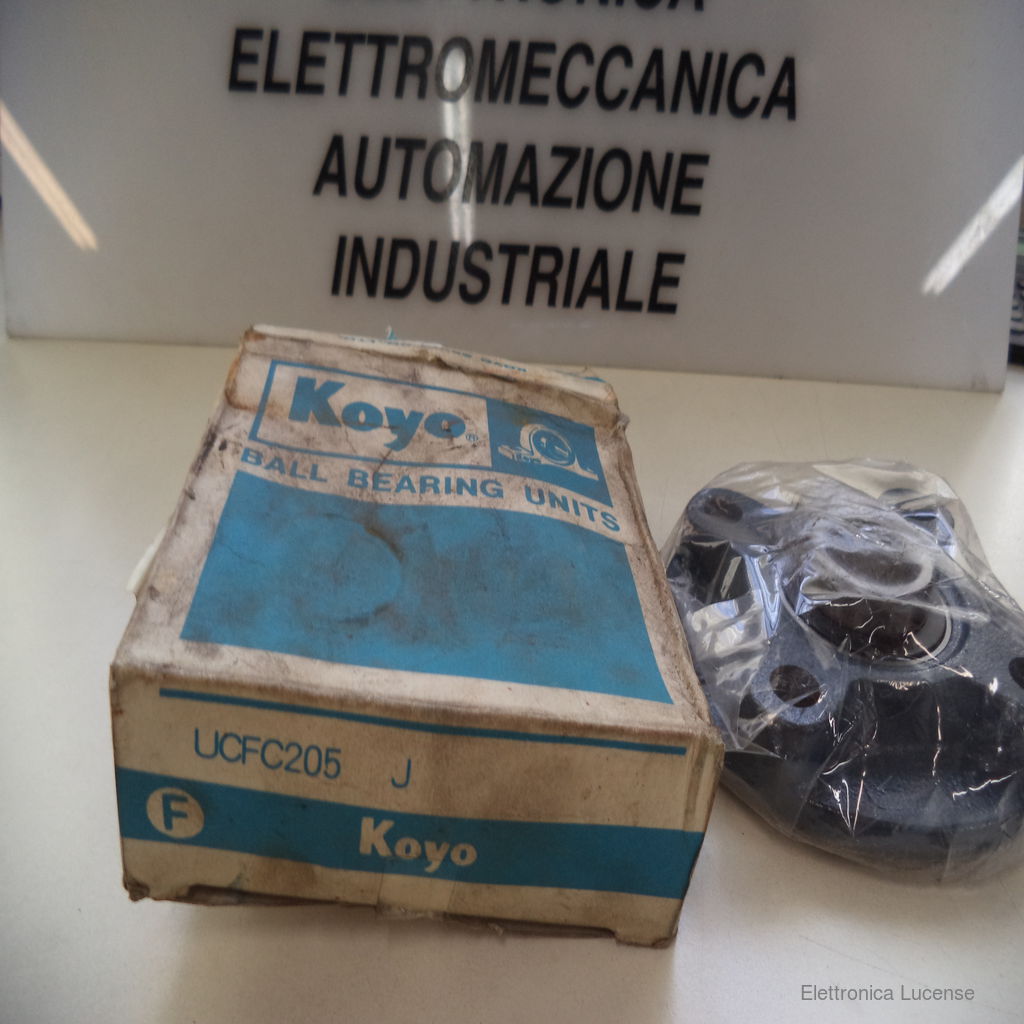 ELETTROMECCANICA
AUTOMAZIONE
INDUSTRIALE
Koyo®
BALL BEARING UNITS
UCFC205 J
F
Koyo
Elettronica Lucense